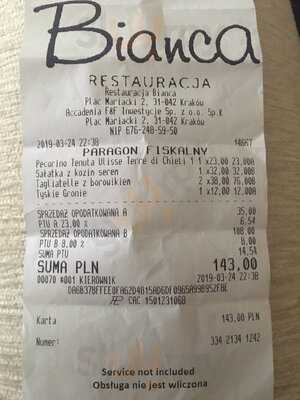 Bianca
RESTAURACJA
Restauracja Bianca
Plac Mariacki 2, 31-042 Kraków
Accademia F&F Inwestycje Sp. z o.o. Sp.K
Plac Mariacki 2, 31-042 Kraków
NIP 676-248-59-50
2019-03-24 22:38
PARAGON FISKALNY
Pecorino Tenuta Ulisse Terre di Chieti 1 1 x23,00 23,00A
Sałatka z kozin seren 1 x32,00 32,00B
Tagliatelle z borowiken 2 x38,00 76,00B
Tyskie Gronie 1 x12,00 12,00A
SPRZEDAŻ OPODATKOWANA A 35,00
PTU A 23,00 % 6,54
SPRZEDAŻ OPODATKOWANA B 108,00
PTU B 8,00 % 8,00
SUMA PTU 14,54
SUMA PLN 143,00
00070 #001 KIEROWNIK 2019-03-24 22:38
CAC 1501231068
Karta 143,00 PLN
Numer: 334 2134 1242
Service not included
Obsługa nie jest wliczona